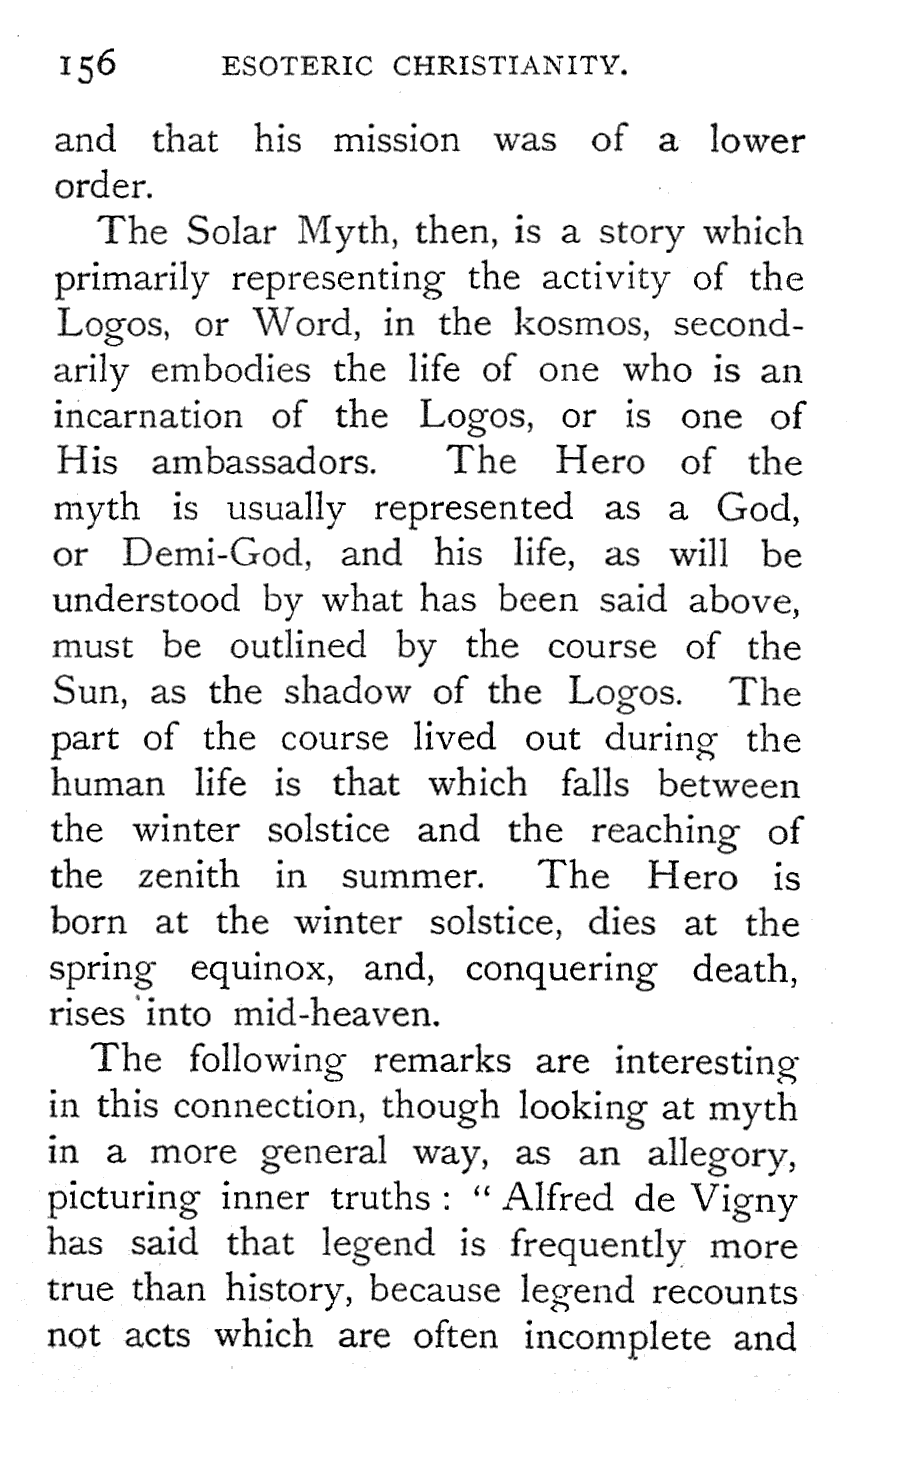 156 ESOTERIC CHRISTIANITY.
and that his mission was of a lower
order.
The Solar Myth, then, is a story which
primarily representing the activity of the
Logos, or Word, in the kosmos, second-
arily embodies the life of one who is an
incarnation of the Logos, or is one of
His ambassadors. The Hero of the
myth is usually represented as a God,
or Demi-God, and his life, as will be
understood by what has been said above,
must be outlined by the course of the
Sun, as the shadow of the Logos. The
part of the course lived out during the
human life is that which falls between
the winter solstice and the reaching of
the zenith in summer. The Hero is
born at the winter solstice, dies at the
spring equinox, and, conquering death,
rises into mid-heaven.
The following remarks are interesting
in this connection, though looking at myth
in a more general way, as an allegory,
picturing inner truths : “ Alfred de Vigny
has said that legend is frequently more
true than history, because legend recounts
not acts which are often incomplete and